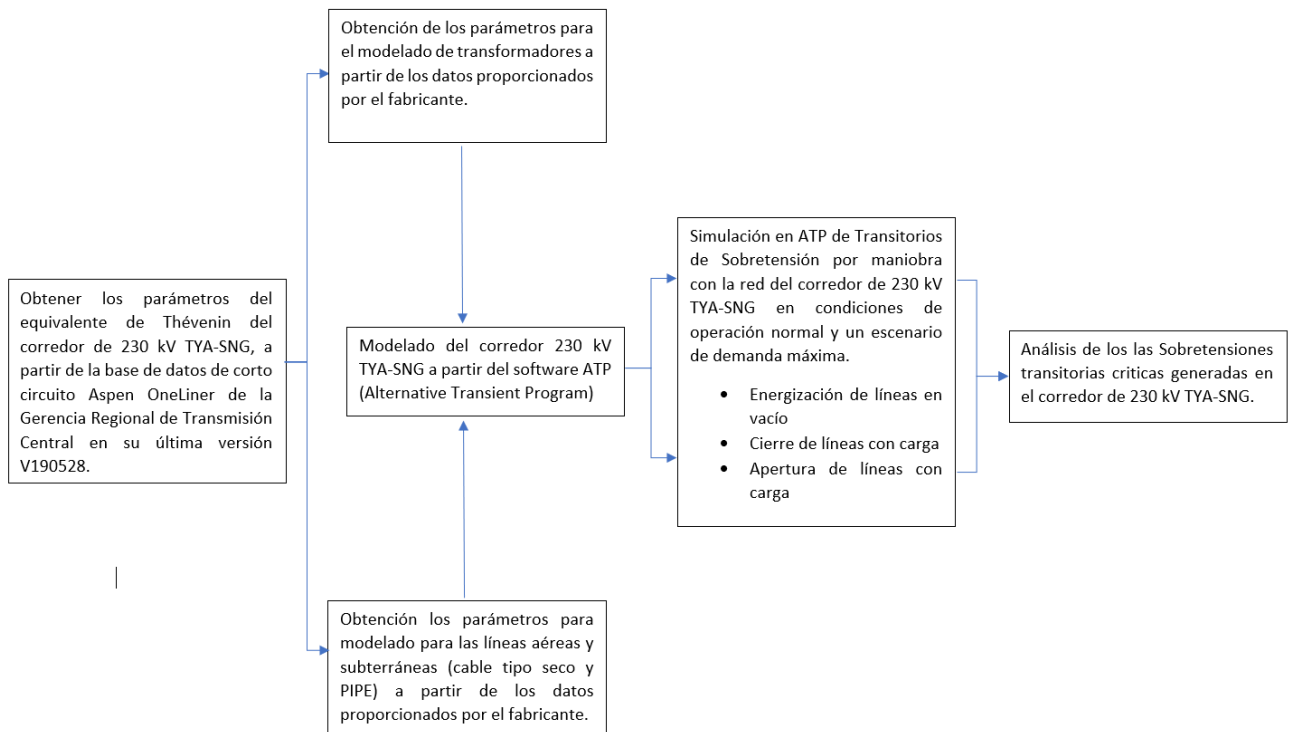 Obtención de los parámetros para
el modelado de transformadores a
partir de los datos proporcionados
por el fabricante.
Obtener los parámetros del
equivalente de Thévenin del
corredor de 230 kV TYA-SNG, a
partir de la base de datos de corto
circuito Aspen OneLiner de la
Gerencia Regional de Transmisión
Central en su última versión
V190528.
Modelado del corredor 230 kV
TYA-SNG a partir del software ATP
(Alternative Transient Program)
Obtención los parámetros para
modelado para las líneas aéreas y
subterráneas (cable tipo seco y
PIPE) a partir de los datos
proporcionados por el fabricante.
Simulación en ATP de Transitorios
de Sobretensión por maniobra
con la red del corredor de 230 kV
TYA-SNG en condiciones de
operación normal y un escenario
de demanda máxima.
• Energización de líneas en
vacío
• Cierre de líneas con carga
• Apertura de líneas con
carga
Análisis de los las Sobretensiones
transitorias criticas generadas en
el corredor de 230 kV TYA-SNG.